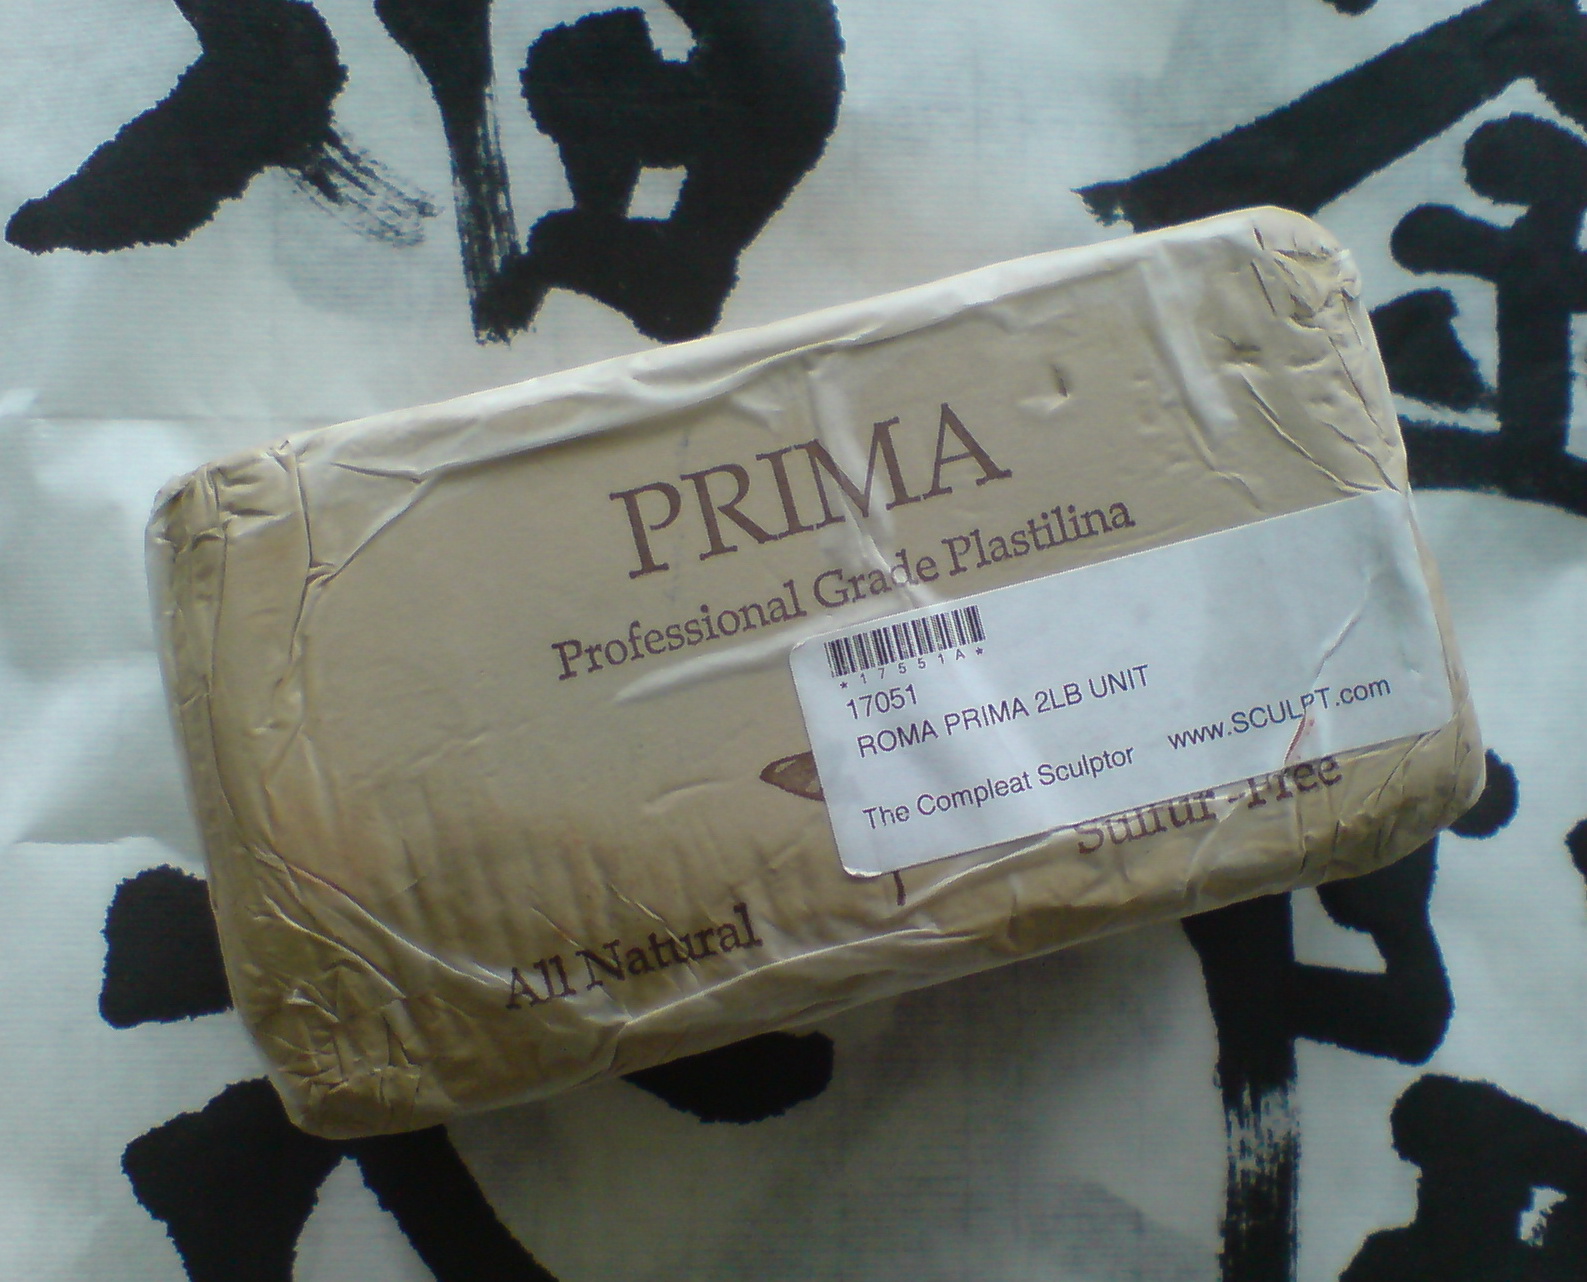 PRIMA
Professional Grade Plastilina
*17551A*
17051
ROMA PRIMA 2LB UNIT
The Compleat Sculptor www.SCULPT.com
Sulfur-Free
All Natural